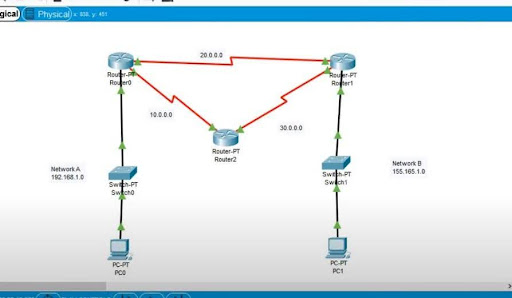 gical
Physical
x: 938, y: 451
20.0.0.0
Router-PT
Router0
Router-PT
Router1
10.0.0.0
30.0.0.0
Router-PT
Router2
Network A
192.168.1.0
Switch-PT
Switch0
Switch-PT
Switch1
Network B
155.165.1.0
PC-PT
PC0
PC-PT
PC1